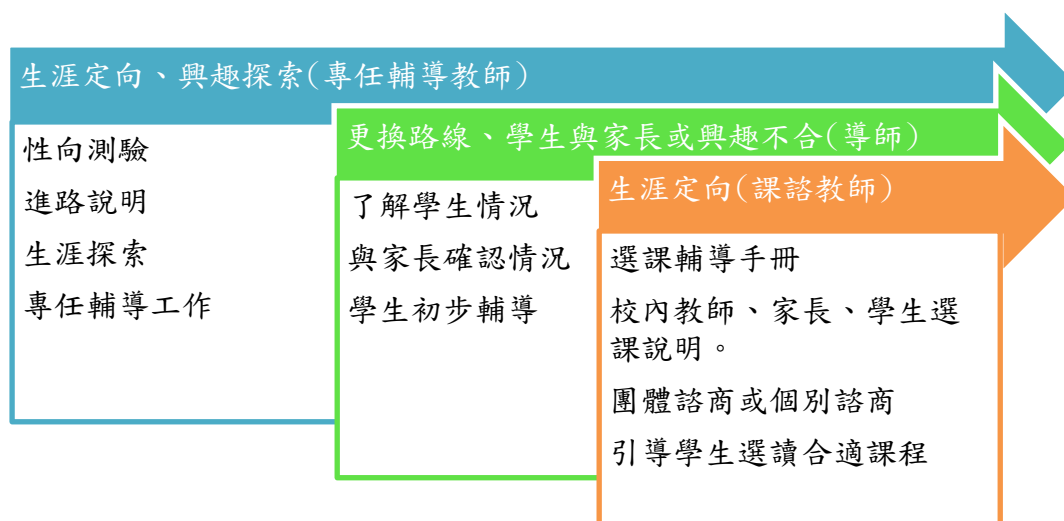 生涯定向、興趣探索(專任輔導教師)
性向測驗
進路說明
生涯探索
專任輔導工作
更換路線、學生與家長或興趣不合(導師)
了解學生情況
與家長確認情況
學生初步輔導
生涯定向(課諮教師)
選課輔導手冊
校內教師、家長、學生選
課說明。
團體諮商或個別諮商
引導學生選讀合適課程